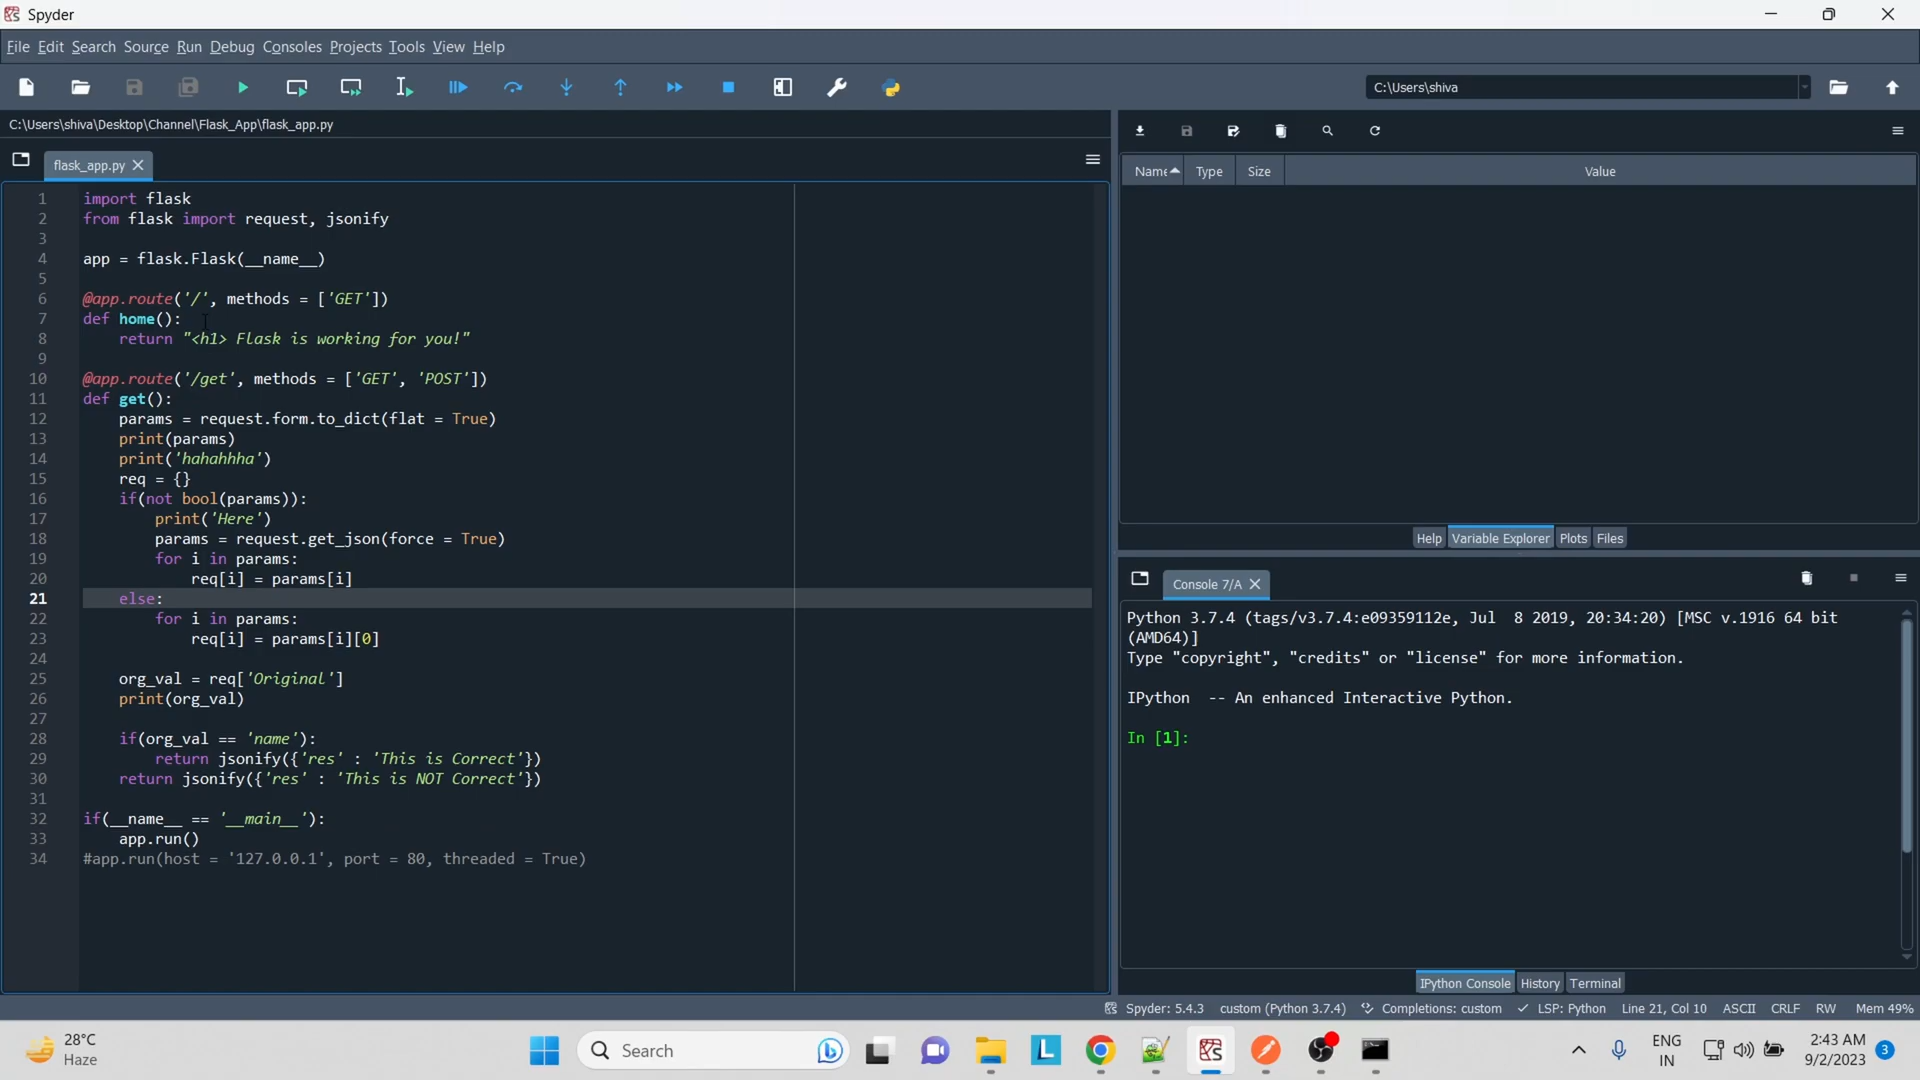 Spyder
File Edit Search Source Run Debug Consoles Projects Tools View Help
C:\Users\shiva
C:\Users\shiva\Desktop\Channel\Flask_App\flask_app.py
flask_app.py
1 import flask
2 from flask import request, jsonify
3
4 app = flask.Flask(__name__)
5
6 @app.route('/', methods = ['GET'])
7 def home():
8     return "<h1> Flask is working for you!"
9
10 @app.route('/get', methods = ['GET', 'POST'])
11 def get():
12     params = request.form.to_dict(flat = True)
13     print(params)
14     print('hahahhha')
15     req = {}
16     if(not bool(params)):
17         print('Here')
18         params = request.get_json(force = True)
19         for i in params:
20             req[i] = params[i]
21     else:
22         for i in params:
23             req[i] = params[i][0]
24
25     org_val = req['Original']
26     print(org_val)
27
28     if(org_val == 'name'):
29         return jsonify({'res' : 'This is Correct'})
30     return jsonify({'res' : 'This is NOT Correct'})
31
32 if(__name__ == '__main__'):
33     app.run()
34 #app.run(host = '127.0.0.1', port = 80, threaded = True)
Name Type Size Value
Help Variable Explorer Plots Files
Console 7/A
Python 3.7.4 (tags/v3.7.4:e09359112e, Jul  8 2019, 20:34:20) [MSC v.1916 64 bit
(AMD64)]
Type "copyright", "credits" or "license" for more information.
IPython  -- An enhanced Interactive Python.
In [1]:
IPython Console History Terminal
Spyder: 5.4.3 custom (Python 3.7.4) Completions: custom LSP: Python Line 21, Col 10 ASCII CRLF RW Mem 49%
28°C
Haze
Search
L
ENG
IN
2:43 AM
9/2/2023
3